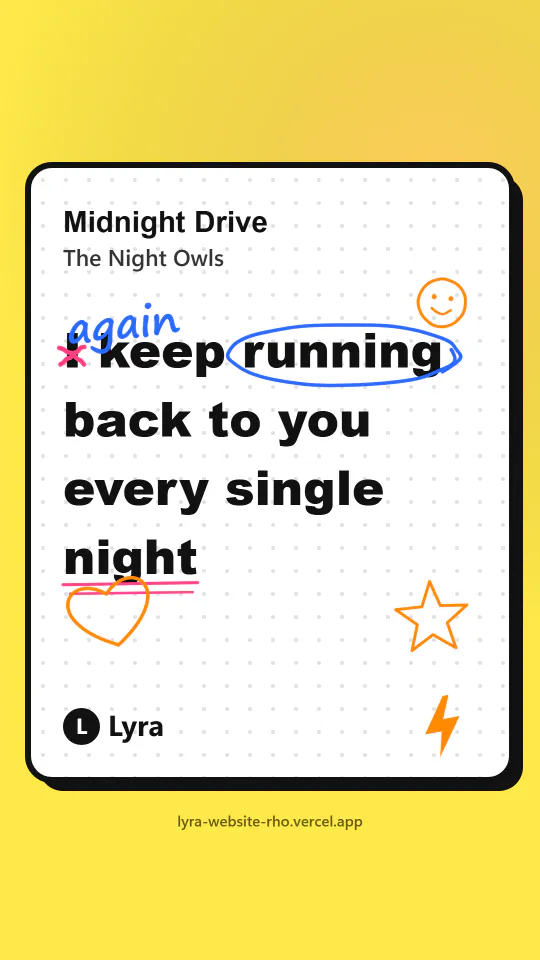 Midnight Drive
The Night Owls
again
I keep running
back to you
every single
night
L Lyra
lyra-website-rho.vercel.app